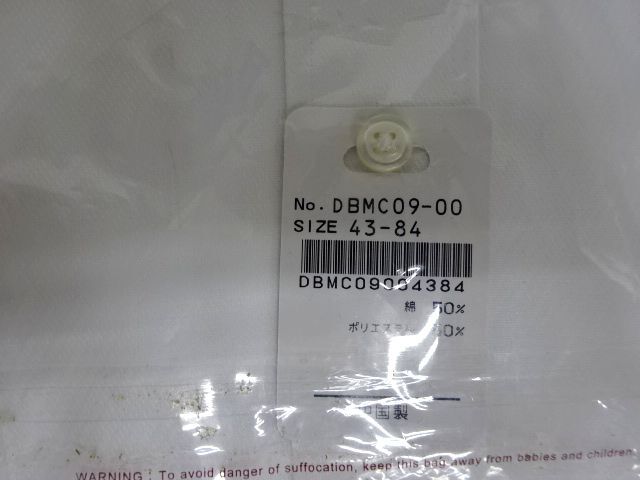 No. DBMC09-00
SIZE 43-84
DBMC09004384
綿 50%
ポリエステル 50%
中国製
WARNING : To avoid danger of suffocation, keep this bag away from babies and children